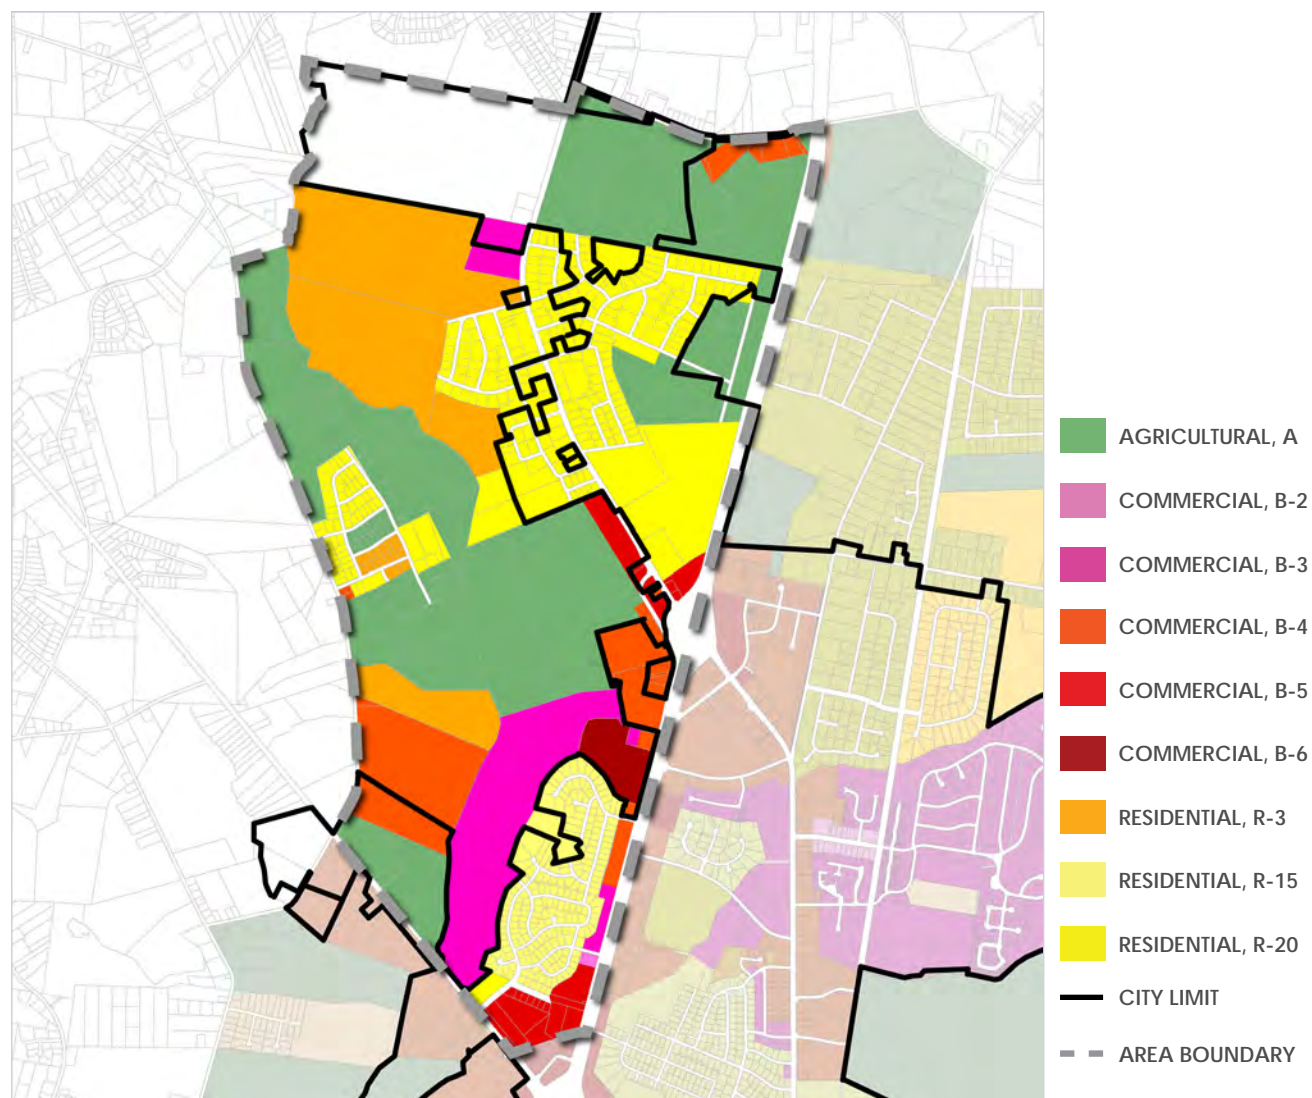 AGRICULTURAL, A
COMMERCIAL, B-2
COMMERCIAL, B-3
COMMERCIAL, B-4
COMMERCIAL, B-5
COMMERCIAL, B-6
RESIDENTIAL, R-3
RESIDENTIAL, R-15
RESIDENTIAL, R-20
CITY LIMIT
AREA BOUNDARY